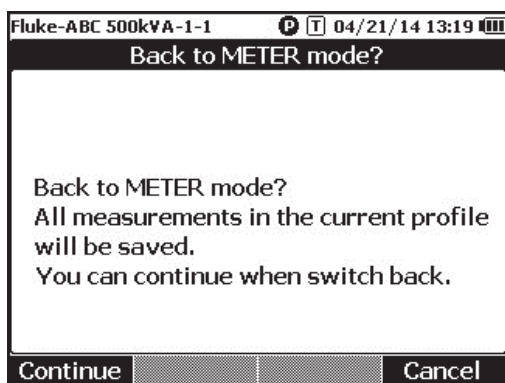 Fluke-ABC 500kVA-1-1 P T 04/21/14 13:19
Back to METER mode?
Back to METER mode?
All measurements in the current profile
will be saved.
You can continue when switch back.
Continue Cancel